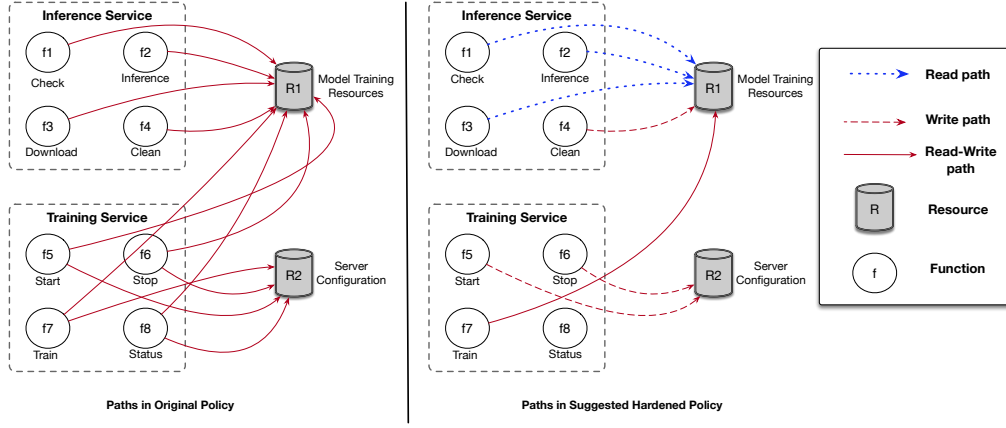 Inference Service
f1
Check
f2
Inference
f3
Download
f4
Clean
R1
Model Training
Resources
Training Service
f5
Start
f6
Stop
f7
Train
f8
Status
R2
Server
Configuration
Paths in Original Policy
Inference Service
f1
Check
f2
Inference
f3
Download
f4
Clean
R1
Model Training
Resources
Training Service
f5
Start
f6
Stop
f7
Train
f8
Status
R2
Server
Configuration
Paths in Suggested Hardened Policy
Read path
Write path
Read-Write
path
R
Resource
f
Function